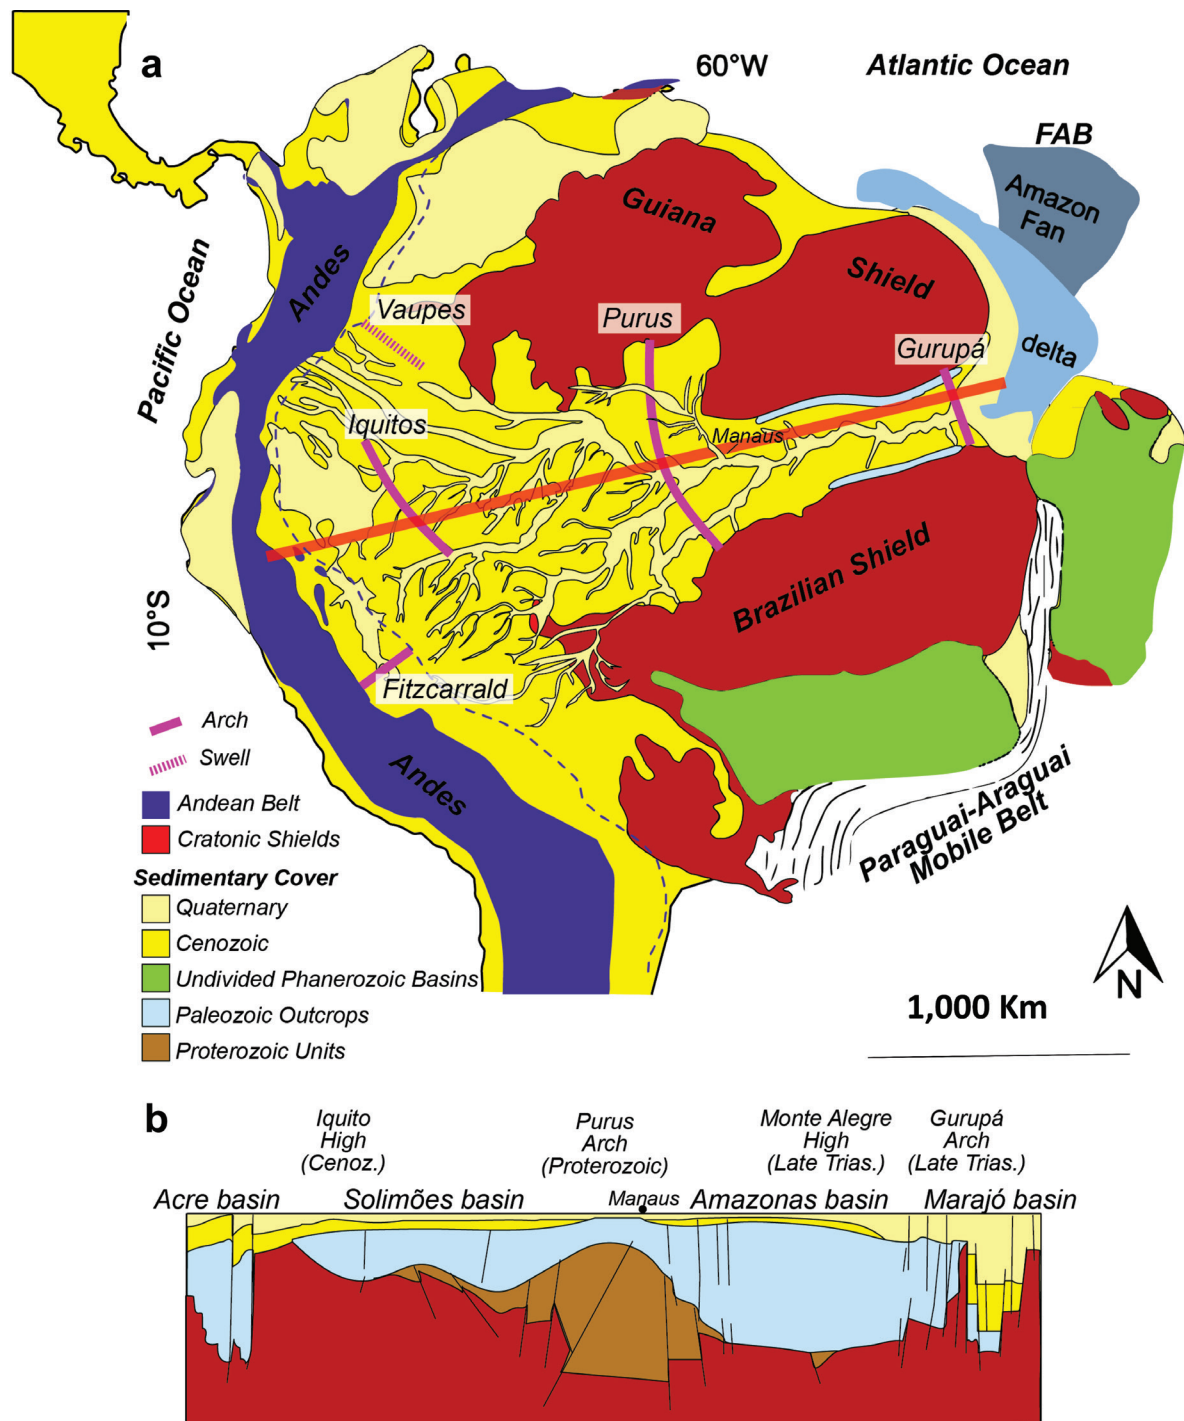 a
60°W
Atlantic Ocean
FAB
Amazon
Fan
Guiana
Shield
Andes
Pacific Ocean
Vaupes
Purus
Gurupá
delta
Iquitos
Manaus
Brazilian Shield
10°S
Fitzcarrald
Andes
Paraguai-Araguai
Mobile Belt
Arch
Swell
Andean Belt
Cratonic Shields
Sedimentary Cover
Quaternary
Cenozoic
Undivided Phanerozoic Basins
Paleozoic Outcrops
Proterozoic Units
N
1,000 Km
b
Iquito
High
(Cenoz.)
Purus
Arch
(Proterozoic)
Monte Alegre
High
(Late Trias.)
Gurupá
Arch
(Late Trias.)
Acre basin
Solimões basin
Manaus
Amazonas basin
Marajó basin